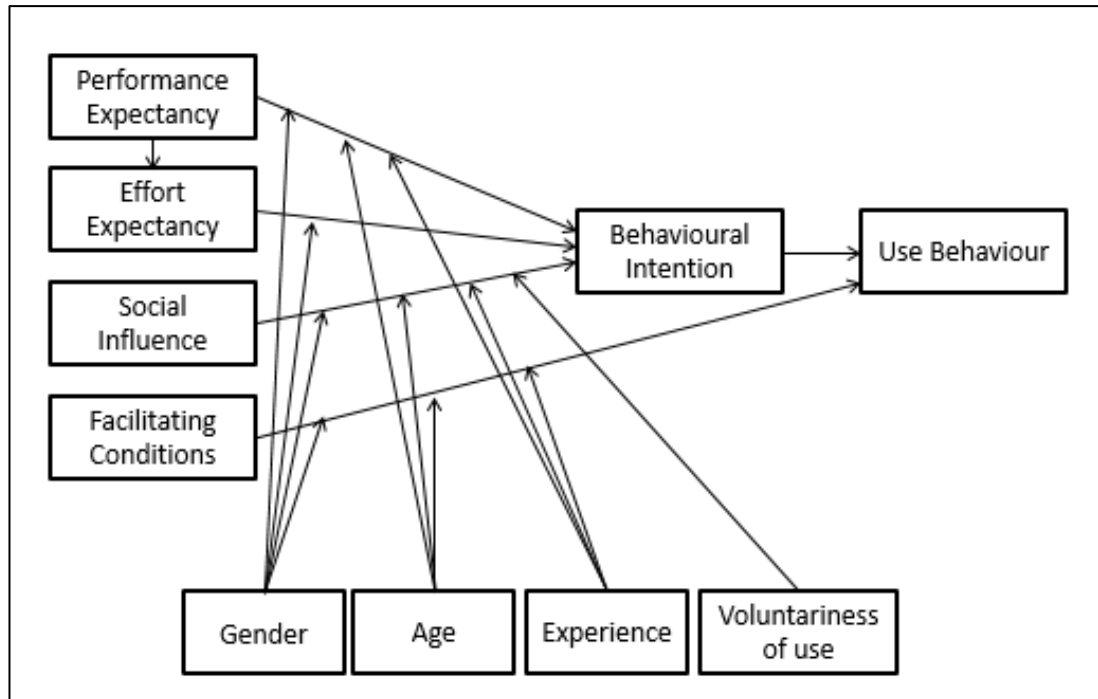 Performance
Expectancy
Effort
Expectancy
Social
Influence
Facilitating
Conditions
Behavioural
Intention
Use Behaviour
Gender
Age
Experience
Voluntariness
of use